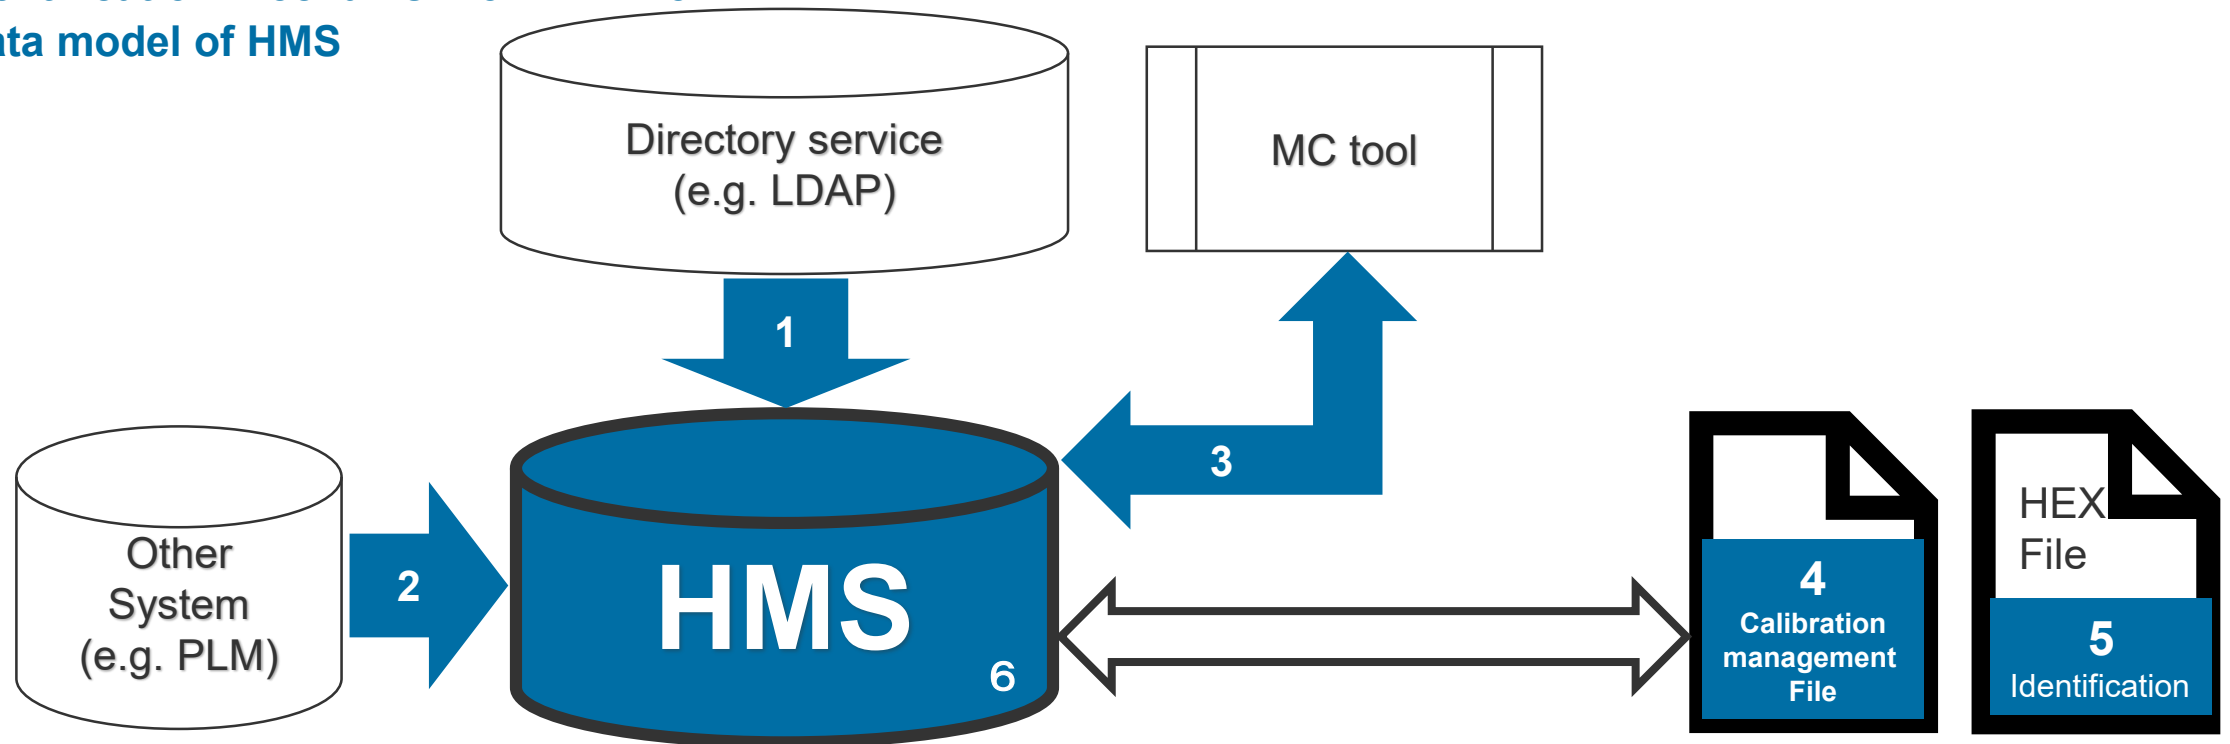 ata model of HMS
Directory service
(e.g. LDAP)
MC tool
1
3
Other
System
(e.g. PLM)
2
HMS
6
4
Calibration
management
File
HEX
File
5
Identification